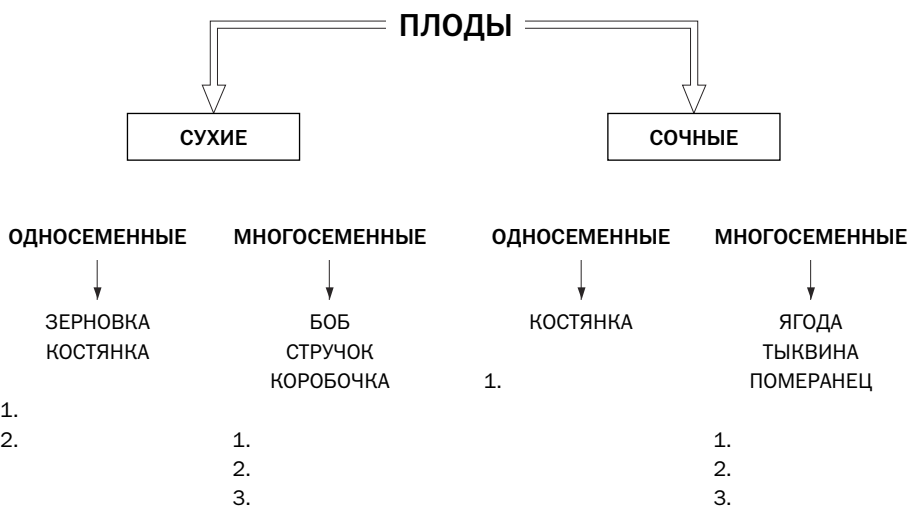 ПЛОДЫ
СУХИЕ
СОЧНЫЕ
ОДНОСЕМЕННЫЕ
МНОГОСЕМЕННЫЕ
ОДНОСЕМЕННЫЕ
МНОГОСЕМЕННЫЕ
ЗЕРНОВКА
КОСТЯНКА
1.
2.
БОБ
СТРУЧОК
КОРОБОЧКА
1.
2.
3.
КОСТЯНКА
1.
ЯГОДА
ТЫКВИНА
ПОМЕРАНЕЦ
1.
2.
3.